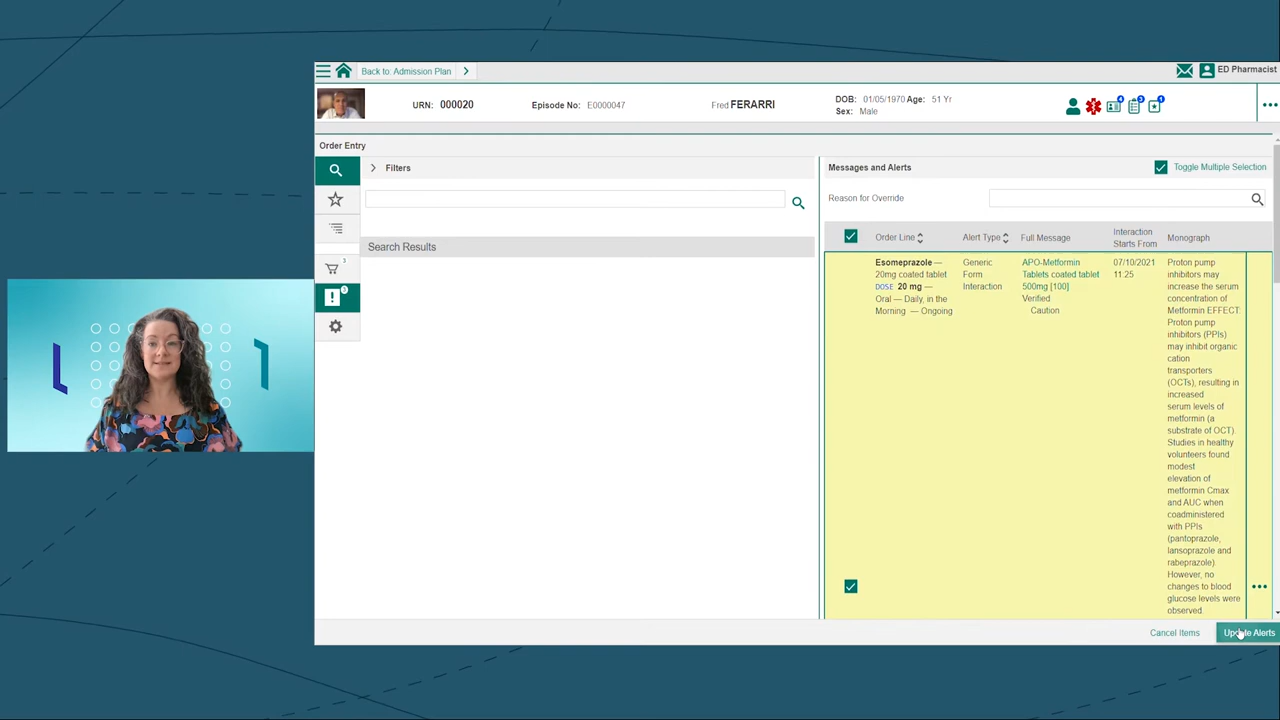 Back to: Admission Plan
ED Pharmacist
URN: 000020
Episode No: E0000047
Fred FERARRI
DOB: 01/05/1970 Age: 51 Yr
Sex: Male
4
3
1
Order Entry
Filters
Search Results
3
3
Messages and Alerts
Toggle Multiple Selection
Reason for Override
Order Line
Alert Type
Full Message
Interaction
Starts From
Monograph
Esomeprazole —
20mg coated tablet
DOSE 20 mg —
Oral — Daily, in the
Morning — Ongoing
Generic
Form
Interaction
APO-Metformin
Tablets coated tablet
500mg [100]
Verified
Caution
07/10/2021
11:25
Proton pump
inhibitors may
increase the serum
concentration of
Metformin EFFECT:
Proton pump
inhibitors (PPIs)
may inhibit organic
cation
transporters
(OCTs), resulting in
increased
serum levels of
metformin (a
substrate of OCT).
Studies in healthy
volunteers found
modest
elevation of
metformin Cmax
and AUC when
coadministered
with PPIs
(pantoprazole,
lansoprazole and
rabeprazole).
However, no
changes to blood
glucose levels were
observed.
Cancel Items
Update Alerts